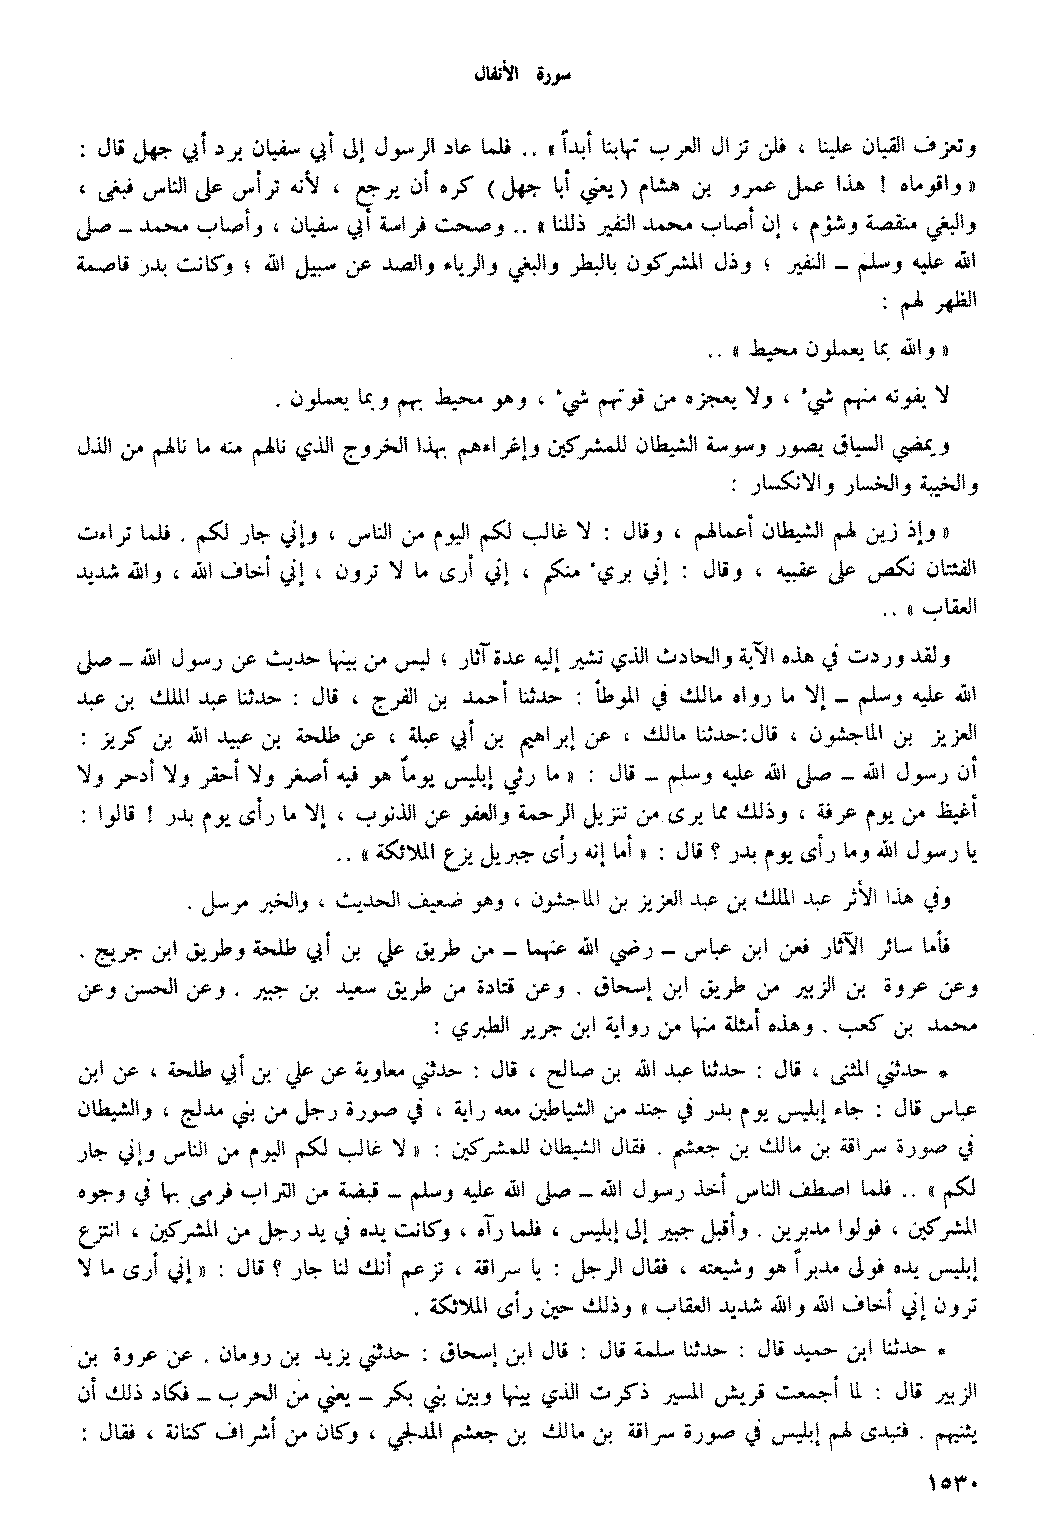 سورة الأنفال
وتعزف القيان علينا ، فلن تزال العرب تهابنا أبداً » .. فلما عاد الرسول إلى أبي سفيان يرد أبي جهل قال :
« واقوماه ! هذا عمل عمرو بن هشام (يعني أبا جهل) كره أن يرجع ، لأنه ترأس على الناس فبغى ،
والبغي منقصة وشؤم ، إن أصاب محمد النفير ذللنا » .. وصحت فراسة أبي سفيان ، وأصاب محمد – صلى
الله عليه وسلم – النفير ؛ وذل المشركون بالبطر والبغي والرياء والصد عن سبيل الله ؛ وكانت بدر قاصمة
الظهر لهم :
« والله بما يعملون محيط » ..
لا يفوته منهم شيء ، ولا يعجزه من قوتهم شيء ، وهو محيط بهم وبما يعملون .
ويمضي السياق يصور وسوسة الشيطان للمشركين وإغراءهم بهذا الخروج الذي نالهم منه ما نالهم من الذل
والخيبة والخسار والانكسار :
« وإذ زين لهم الشيطان أعمالهم ، وقال : لا غالب لكم اليوم من الناس ، وإني جار لكم . فلما تراءت
الفئتان نكص على عقبيه ، وقال : إني بريء منكم ، إني أرى ما لا ترون ، إني أخاف الله ، والله شديد
العقاب » ..
ولقد وردت في هذه الآية والحادث الذي تشير إليه عدة آثار ؛ ليس من بينها حديث عن رسول الله – صلى
الله عليه وسلم – إلا ما رواه مالك في الموطأ : حدثنا أحمد بن الفرج ، قال : حدثنا عبد الملك بن عبد
العزيز بن الماجشون ، قال:حدثنا مالك ، عن إبراهيم بن أبي عبلة ، عن طلحة بن عبيد الله بن كريز :
أن رسول الله – صلى الله عليه وسلم – قال : « ما رئي إبليس يوماً هو فيه أصغر ولا أحقر ولا أدحر ولا
أغيظ من يوم عرفة ، وذلك مما يرى من تنزيل الرحمة والعفو عن الذنوب ، إلا ما رأى يوم بدر ! قالوا :
يا رسول الله وما رأى يوم بدر ؟ قال : « أما إنه رأى جبريل يزع الملائكة » ..
وفي هذا الأثر عبد الملك بن عبد العزيز بن الماجشون ، وهو ضعيف الحديث ، والخبر مرسل .
فأما سائر الآثار فعن ابن عباس – رضي الله عنهما – من طريق علي بن أبي طلحة وطريق ابن جريج .
وعن عروة بن الزبير من طريق ابن إسحاق . وعن قتادة من طريق سعيد بن جبير . وعن الحسن وعن
محمد بن كعب . وهذه أمثلة منها من رواية ابن جرير الطبري :
* حدثني المثنى ، قال : حدثنا عبد الله بن صالح ، قال : حدثني معاوية عن علي بن أبي طلحة ، عن ابن
عباس قال : جاء إبليس يوم بدر في جند من الشياطين معه راية ، في صورة رجل من بني مدلج ، والشيطان
في صورة سراقة بن مالك بن جعشم . فقال الشيطان للمشركين : « لا غالب لكم اليوم من الناس وإني جار
لكم » .. فلما اصطف الناس أخذ رسول الله – صلى الله عليه وسلم – قبضة من التراب فرمى بها في وجوه
المشركين ، فولوا مدبرين . وأقبل جبير إلى إبليس ، فلما رآه ، وكانت يده في يد رجل من المشركين ، انتزع
إبليس يده فولى مدبراً هو وشيعته ، فقال الرجل : يا سراقة ، تزعم أنك لنا جار ؟ قال : « إني أرى ما لا
ترون إني أخاف الله والله شديد العقاب » وذلك حين رأى الملائكة .
* حدثنا ابن حميد قال : حدثنا سلمة قال : قال ابن إسحاق : حدثني يزيد بن رومان . عن عروة بن
الزبير قال : لما أجمعت قريش المسير ذكرت الذي بينها وبين بني بكر – يعني من الحرب – فكاد ذلك أن
يثنيهم . فتبدى لهم إبليس في صورة سراقة بن مالك بن جعشم المدلجي ، وكان من أشراف كنانة ، فقال :
١٥٣٠